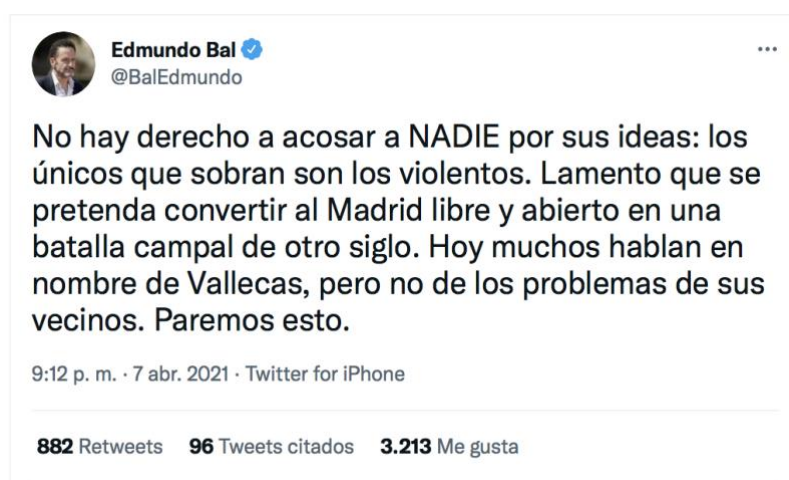 Edmundo Bal
@BalEdmundo
No hay derecho a acosar a NADIE por sus ideas: los
únicos que sobran son los violentos. Lamento que se
pretenda convertir al Madrid libre y abierto en una
batalla campal de otro siglo. Hoy muchos hablan en
nombre de Vallecas, pero no de los problemas de sus
vecinos. Paremos esto.
9:12 p. m. · 7 abr. 2021 · Twitter for iPhone
882 Retweets 96 Tweets citados 3.213 Me gusta